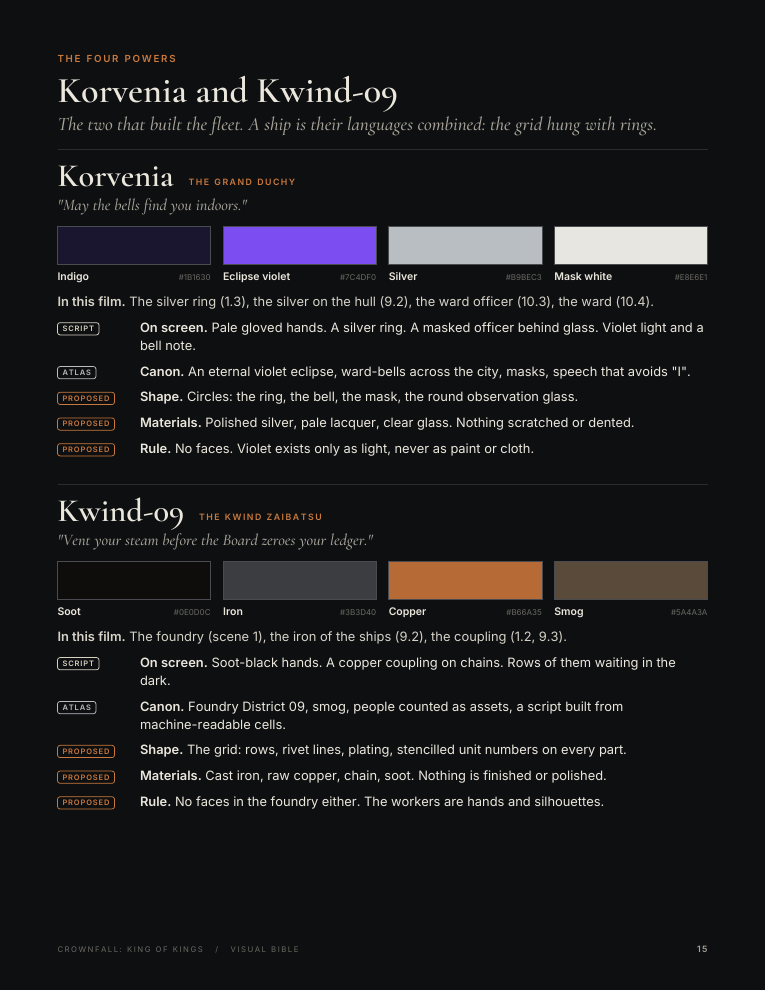 THE FOUR POWERS
Korvenia and Kwind-09
The two that built the fleet. A ship is their languages combined: the grid hung with rings.
Korvenia THE GRAND DUCHY
"May the bells find you indoors."
Indigo #1B1630 Eclipse violet #7C4DF0 Silver #B9BEC3 Mask white #E8E6E1
In this film. The silver ring (1.3), the silver on the hull (9.2), the ward officer (10.3), the ward (10.4).
SCRIPT On screen. Pale gloved hands. A silver ring. A masked officer behind glass. Violet light and a
bell note.
ATLAS Canon. An eternal violet eclipse, ward-bells across the city, masks, speech that avoids "I".
PROPOSED Shape. Circles: the ring, the bell, the mask, the round observation glass.
PROPOSED Materials. Polished silver, pale lacquer, clear glass. Nothing scratched or dented.
PROPOSED Rule. No faces. Violet exists only as light, never as paint or cloth.
Kwind-09 THE KWIND ZAIBATSU
"Vent your steam before the Board zeroes your ledger."
Soot #0E0D0C Iron #3B3D40 Copper #B66A35 Smog #5A4A3A
In this film. The foundry (scene 1), the iron of the ships (9.2), the coupling (1.2, 9.3).
SCRIPT On screen. Soot-black hands. A copper coupling on chains. Rows of them waiting in the
dark.
ATLAS Canon. Foundry District 09, smog, people counted as assets, a script built from
machine-readable cells.
PROPOSED Shape. The grid: rows, rivet lines, plating, stencilled unit numbers on every part.
PROPOSED Materials. Cast iron, raw copper, chain, soot. Nothing is finished or polished.
PROPOSED Rule. No faces in the foundry either. The workers are hands and silhouettes.
CROWNFALL: KING OF KINGS / VISUAL BIBLE 15